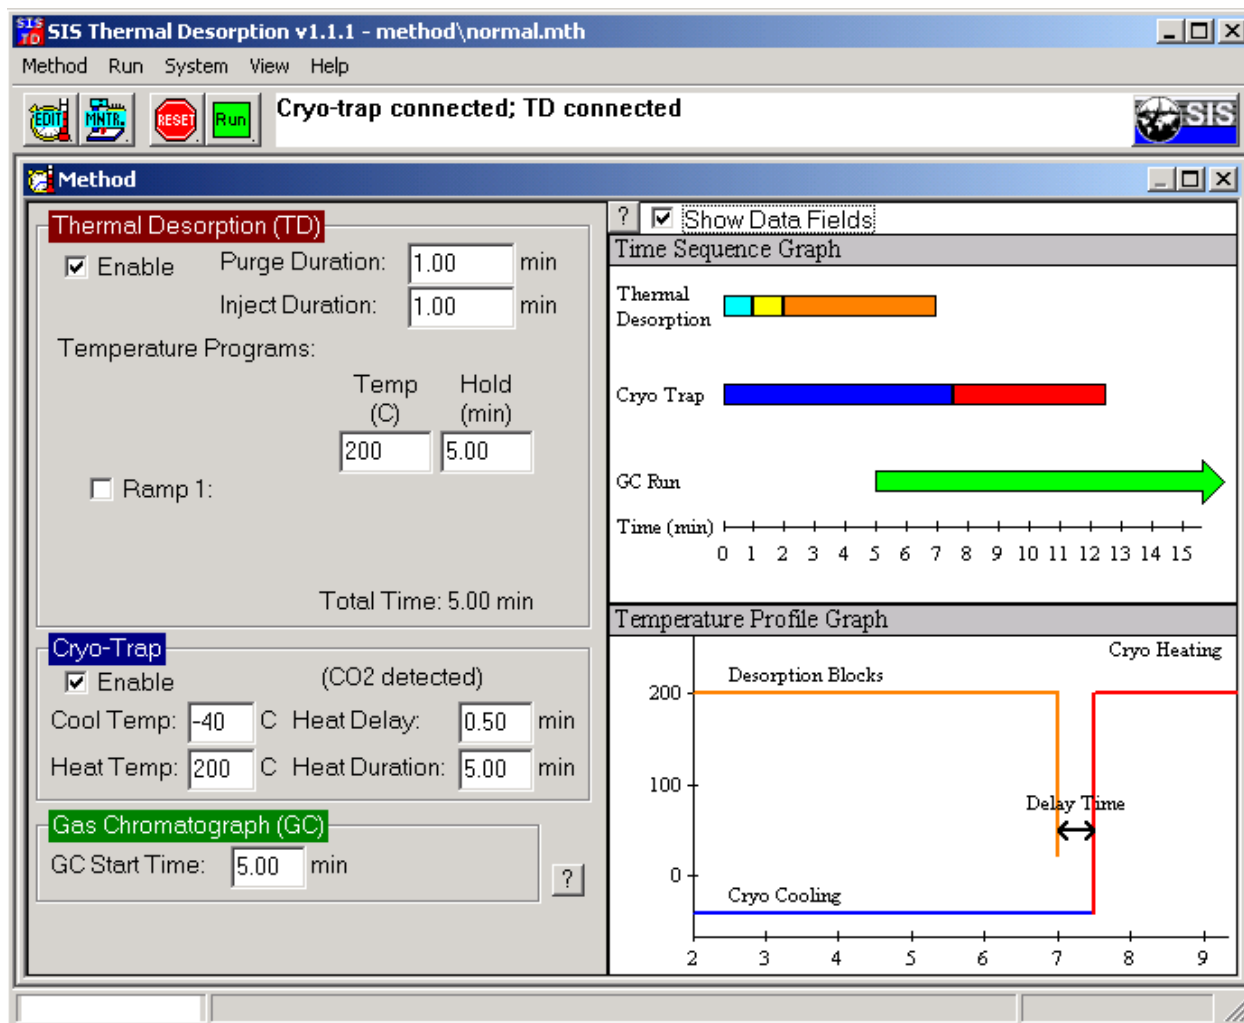 SIS TD SIS Thermal Desorption v1.1.1 - method\normal.mth
Method Run System View Help
EDIT MNTR. RESET Run Cryo-trap connected; TD connected SIS
Method
Thermal Desorption (TD)
Enable Purge Duration: 1.00 min
Inject Duration: 1.00 min
Temperature Programs:
Temp Hold
(C) (min)
200 5.00
Ramp 1:
Total Time: 5.00 min
Cryo-Trap
Enable (CO2 detected)
Cool Temp: -40 C Heat Delay: 0.50 min
Heat Temp: 200 C Heat Duration: 5.00 min
Gas Chromatograph (GC)
GC Start Time: 5.00 min
?
? Show Data Fields
Time Sequence Graph
Thermal
Desorption
Cryo Trap
GC Run
Time (min)
0 1 2 3 4 5 6 7 8 9 10 11 12 13 14 15
Temperature Profile Graph
Cryo Heating
Desorption Blocks
200
100
Delay Time
0
Cryo Cooling
2 3 4 5 6 7 8 9